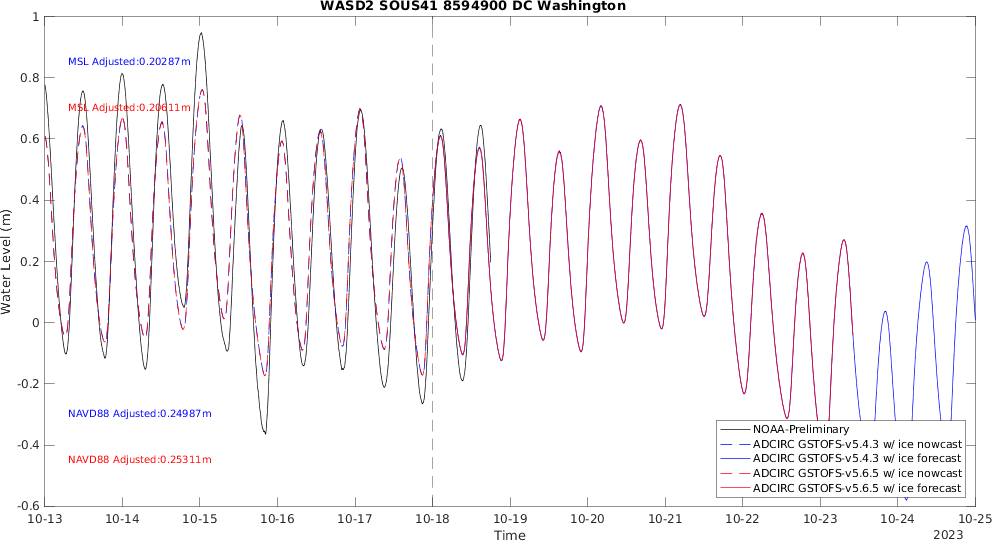 WASD2 SOUS41 8594900 DC Washington
1
0.8
0.6
0.4
0.2
0
-0.2
-0.4
-0.6
Water Level (m)
MSL Adjusted:0.20287m
MSL Adjusted:0.20611m
NAVD88 Adjusted:0.24987m
NAVD88 Adjusted:0.25311m
NOAA-Preliminary
ADCIRC GSTOFS-v5.4.3 w/ ice nowcast
ADCIRC GSTOFS-v5.4.3 w/ ice forecast
ADCIRC GSTOFS-v5.6.5 w/ ice nowcast
ADCIRC GSTOFS-v5.6.5 w/ ice forecast
10-13 10-14 10-15 10-16 10-17 10-18 10-19 10-20 10-21 10-22 10-23 10-24 10-25
Time
2023